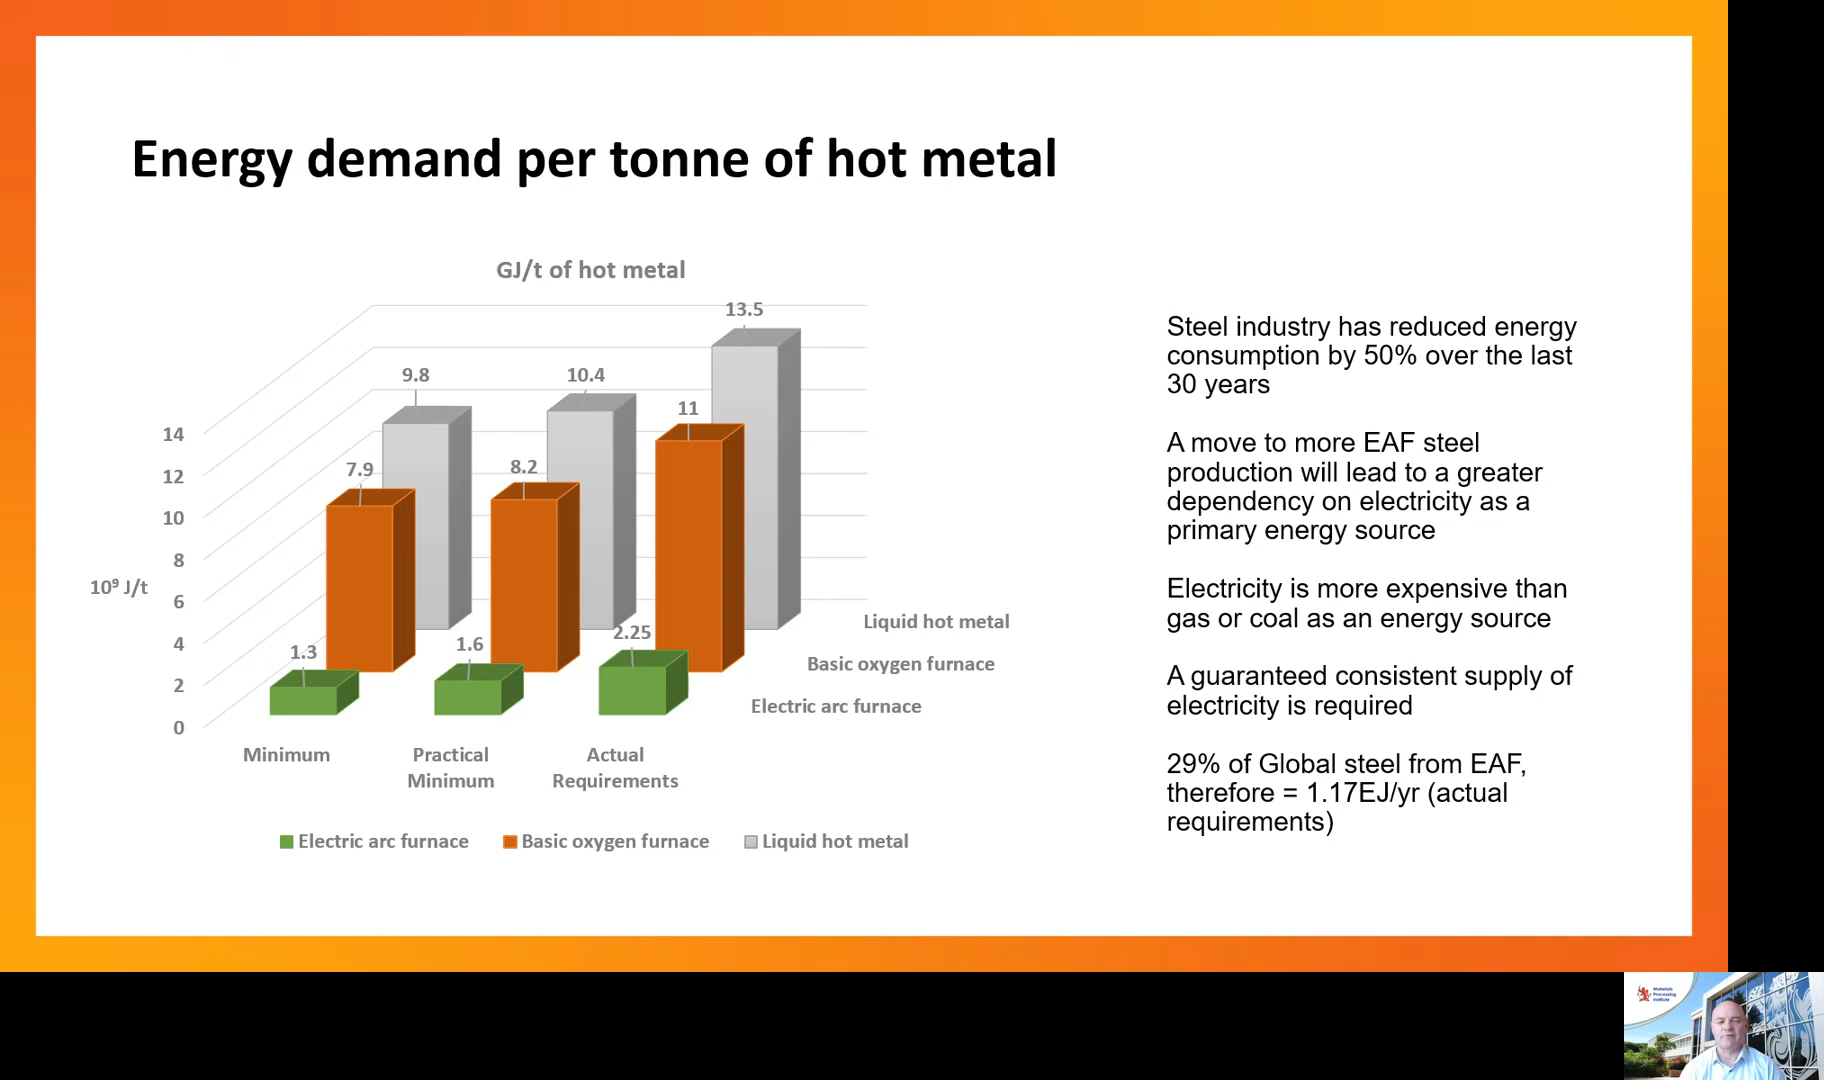 Energy demand per tonne of hot metal
GJ/t of hot metal
13.5
9.8
10.4
11
14
7.9
8.2
12
10
8
10⁹ J/t
6
4
2
0
1.3
1.6
2.25
Liquid hot metal
Basic oxygen furnace
Electric arc furnace
Minimum
Practical
Minimum
Actual
Requirements
Electric arc furnace
Basic oxygen furnace
Liquid hot metal
Steel industry has reduced energy
consumption by 50% over the last
30 years
A move to more EAF steel
production will lead to a greater
dependency on electricity as a
primary energy source
Electricity is more expensive than
gas or coal as an energy source
A guaranteed consistent supply of
electricity is required
29% of Global steel from EAF,
therefore = 1.17EJ/yr (actual
requirements)
Materials
Processing
Institute